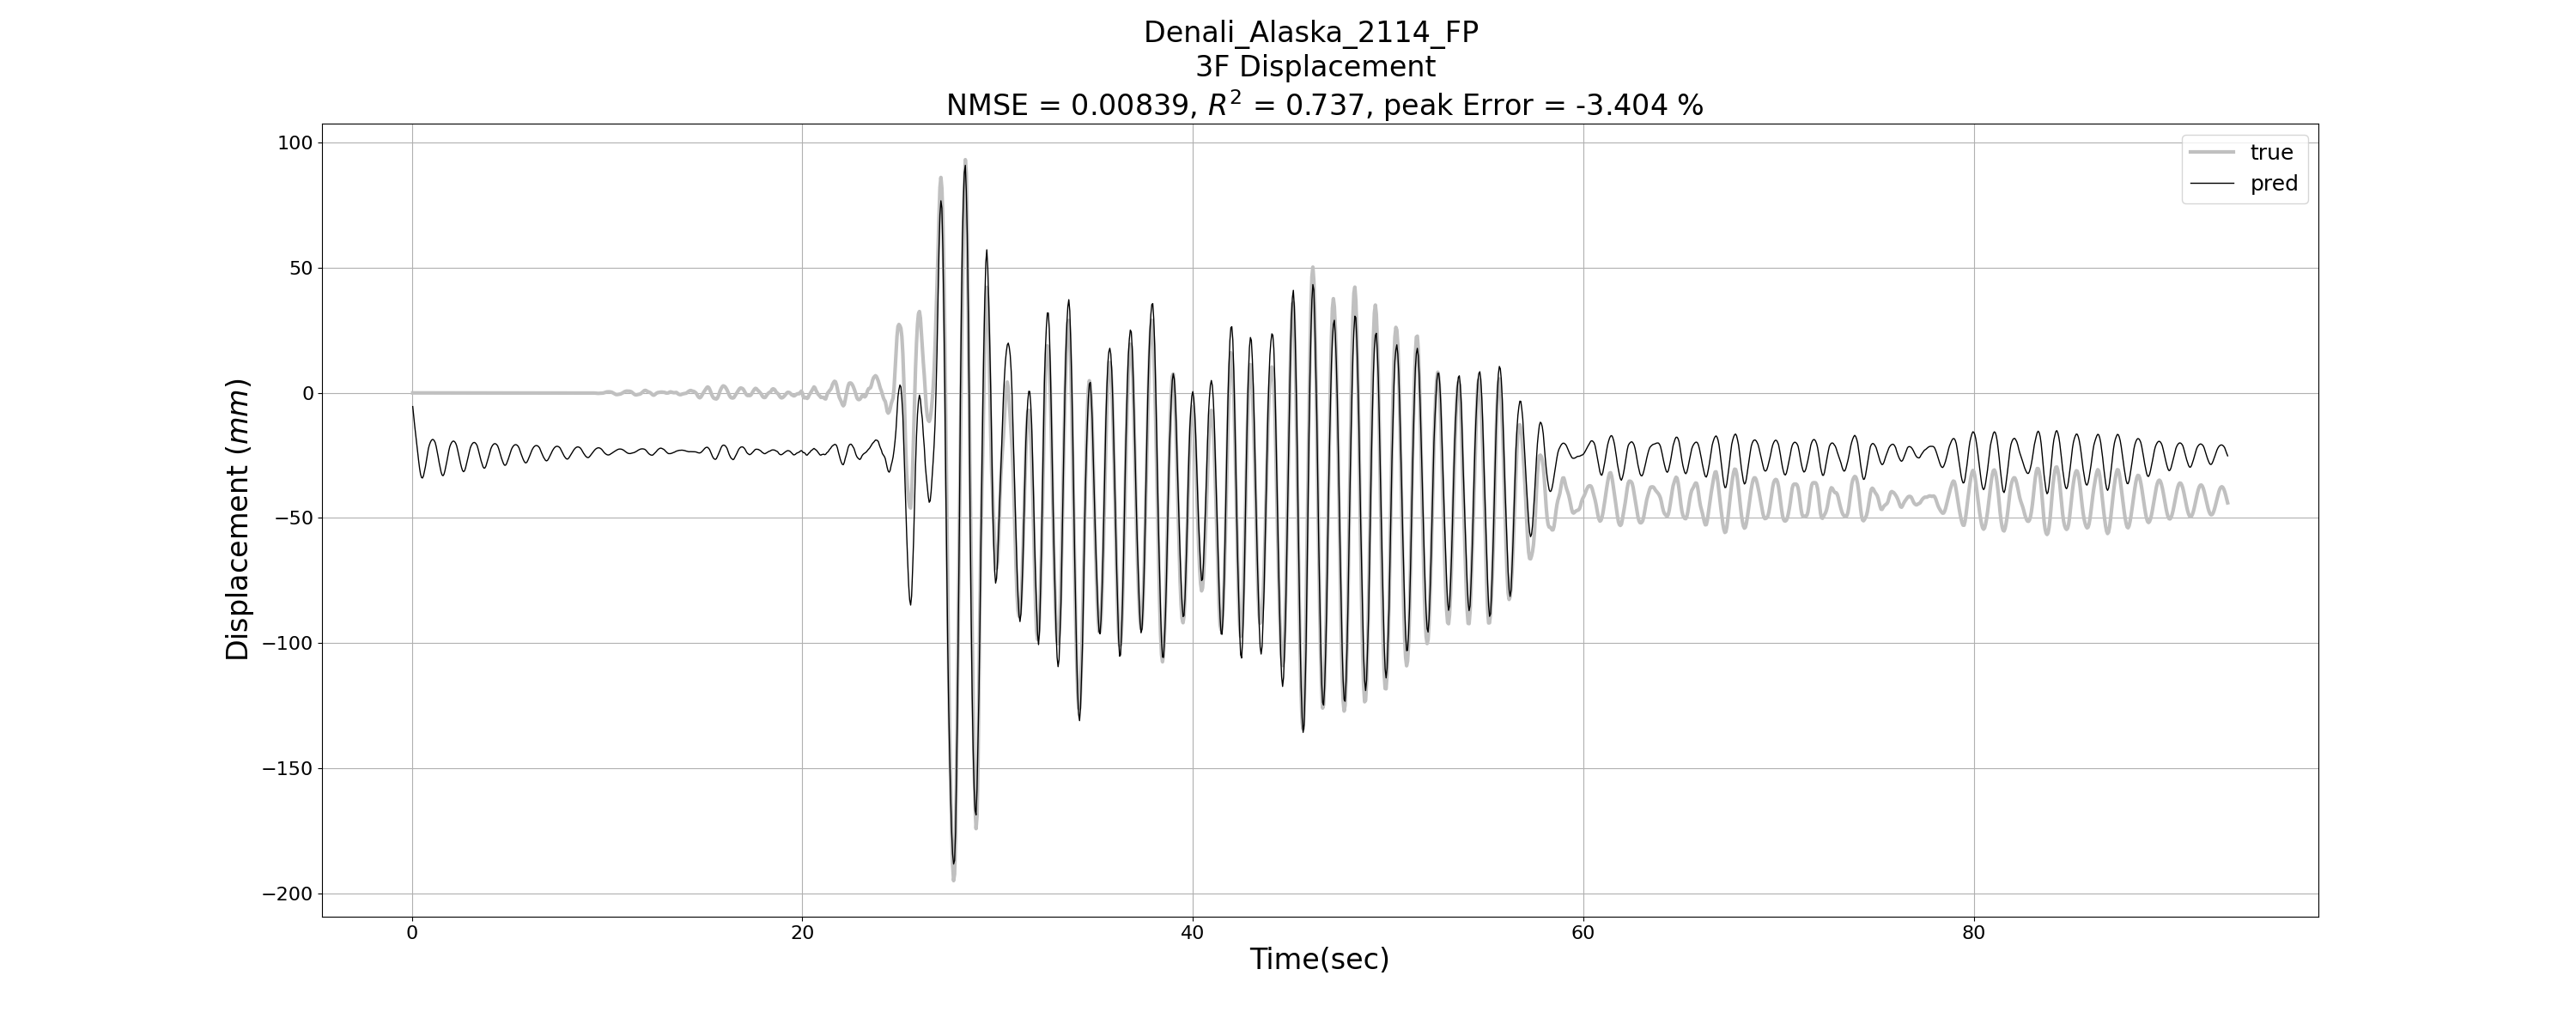 Denali_Alaska_2114_FP
3F Displacement
NMSE = 0.00839, R² = 0.737, peak Error = -3.404 %
true
pred
Displacement (mm)
100
50
0
−50
−100
−150
−200
0
20
40
60
80
Time(sec)